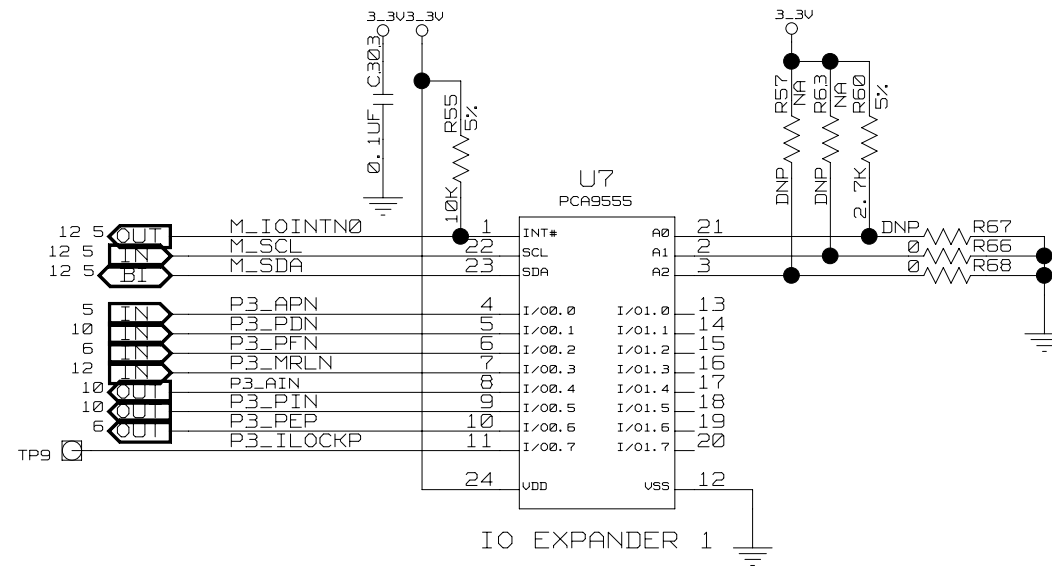 3_3V 3_3V
3_3V
C303
0.1UF
R55
5%
10K
R57
NA
DNP
R63
NA
DNP
R60
5%
2.7K
U7
PCA9555
12 5 OUT M_IOINTN0 1 INT# A0 21 DNP R67
12 5 IN M_SCL 22 SCL A1 2 0 R66
12 5 BI M_SDA 23 SDA A2 3 0 R68
5 IN P3_APN 4 I/O0.0 I/O1.0 13
10 IN P3_PDN 5 I/O0.1 I/O1.1 14
6 IN P3_PFN 6 I/O0.2 I/O1.2 15
12 IN P3_MRLN 7 I/O0.3 I/O1.3 16
10 OUT P3_AIN 8 I/O0.4 I/O1.4 17
10 OUT P3_PIN 9 I/O0.5 I/O1.5 18
6 OUT P3_PEP 10 I/O0.6 I/O1.6 19
TP9 P3_ILOCKP 11 I/O0.7 I/O1.7 20
24 VDD VSS 12
IO EXPANDER 1